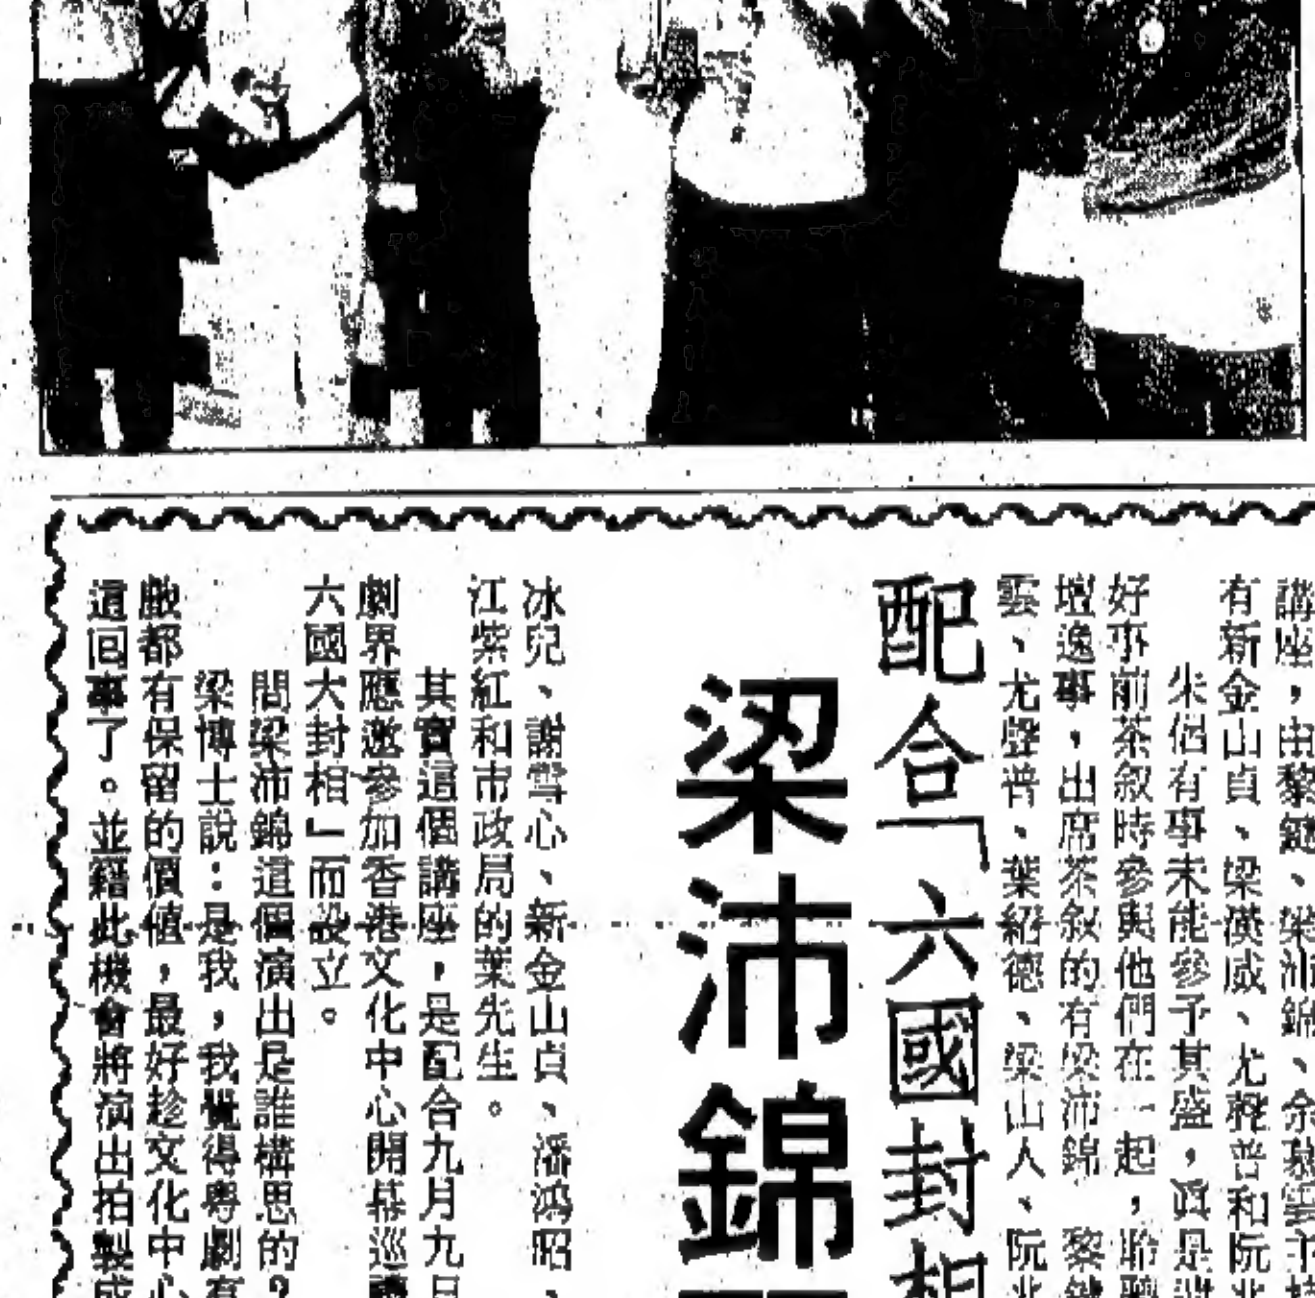 講座，由黎鍵、梁沛錦、余慕雲
有新金山貞、梁漢威、尤聲普和阮兆
朱侶有事未能參予其盛，眞是
好事前茶叙時參與他們在一起，聆聽
壇逸事，出席茶叙的有梁沛錦 黎鍵
雲、尤聲普、葉紹德、梁山人、阮兆
配合「六國封相
梁沛錦
冰兒、謝雪心、新金山貞、潘鴻昭、
江紫紅和市政局的葉先生。
其實這個講座，是配合九月九日
劇界應邀參加香港文化中心開幕巡禮
六國大封相」而設立。
問梁沛錦這個演出是誰構思的？
梁博士說：是我，我覺得粵劇有
戲都有保留的價値，最好趁文化中心
這回事了。並籍此機會將演出拍製成